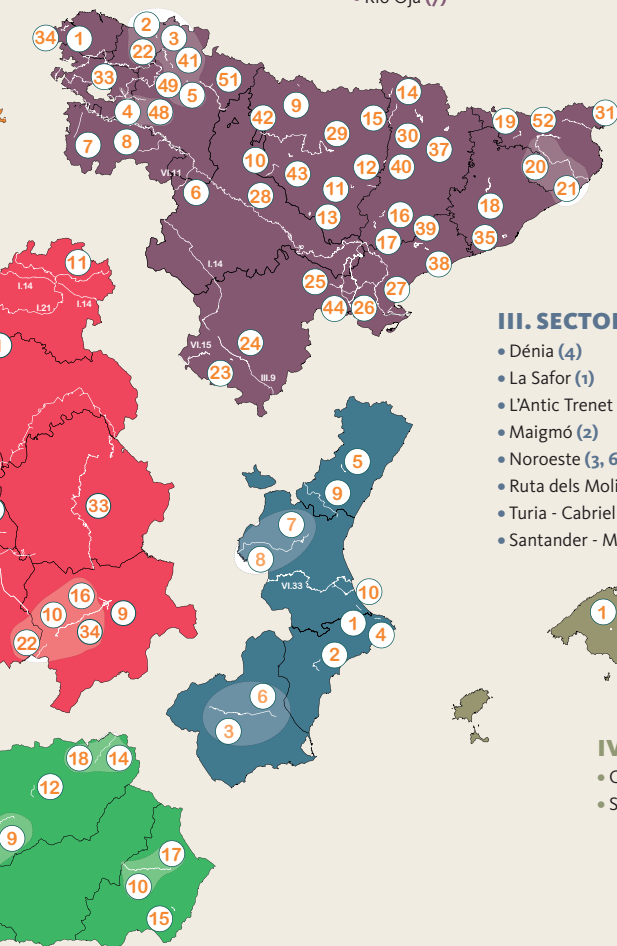 Río Oja (7)
34 1 2 22 3 41
33 49 5 51
4 48
7 8
VI.11
6
42 9 29 15 14
10 43 12 30 40 37
28 11 13
16 39 17 38
19 52 31
20 21
18 35
I.14
25 44 26 27
VI.15
24
23
III.9
11
I.14
I.21
I.14
33
16
10 9
34
22
5
9
7
8
VI.33
10
1
4
2
6
3
18 14
12
9
17
10
15
III. SECTO
• Dénia (4)
• La Safor (1)
• L’Antic Trenet
• Maigmó (2)
• Noroeste (3, 6
• Ruta dels Moli
• Turia - Cabriel
• Santander - M
1
IV